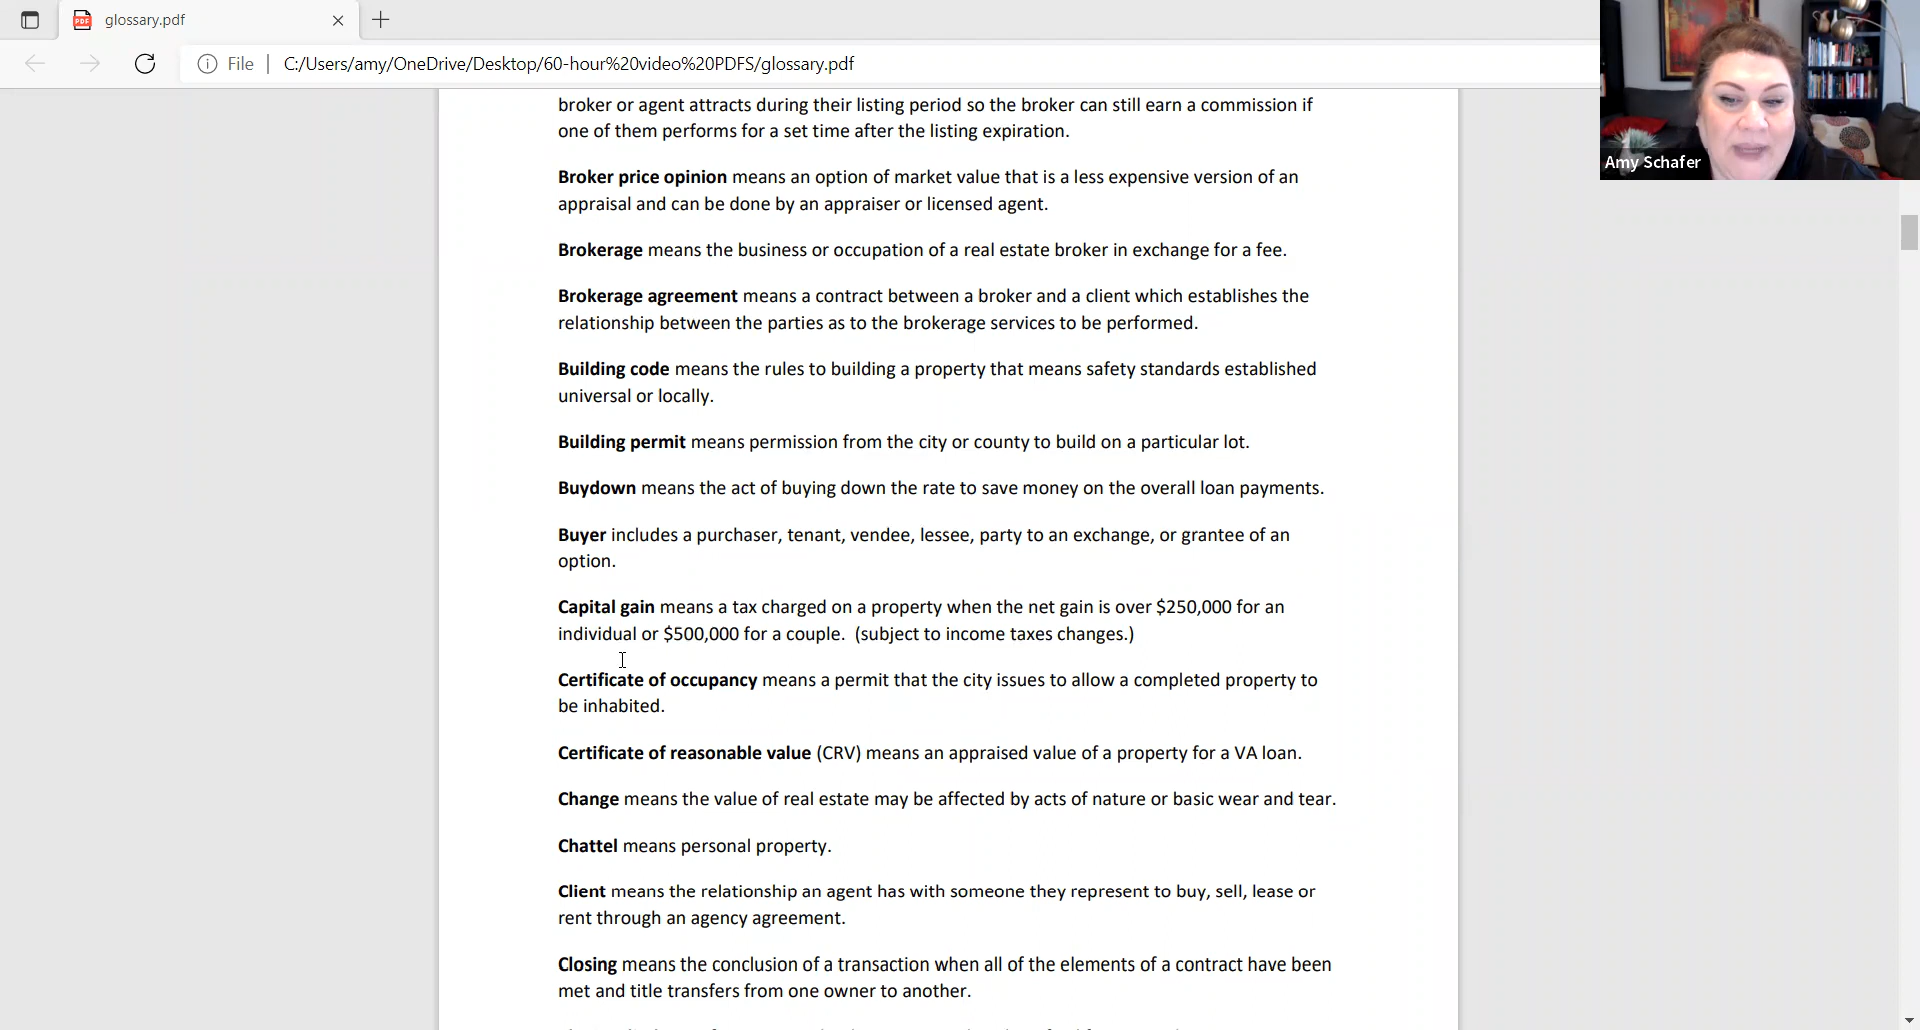 glossary.pdf
File
C:/Users/amy/OneDrive/Desktop/60-hour%20video%20PDFS/glossary.pdf
Amy Schafer
broker or agent attracts during their listing period so the broker can still earn a commission if
one of them performs for a set time after the listing expiration.
Broker price opinion means an option of market value that is a less expensive version of an
appraisal and can be done by an appraiser or licensed agent.
Brokerage means the business or occupation of a real estate broker in exchange for a fee.
Brokerage agreement means a contract between a broker and a client which establishes the
relationship between the parties as to the brokerage services to be performed.
Building code means the rules to building a property that means safety standards established
universal or locally.
Building permit means permission from the city or county to build on a particular lot.
Buydown means the act of buying down the rate to save money on the overall loan payments.
Buyer includes a purchaser, tenant, vendee, lessee, party to an exchange, or grantee of an
option.
Capital gain means a tax charged on a property when the net gain is over $250,000 for an
individual or $500,000 for a couple.  (subject to income taxes changes.)
Certificate of occupancy means a permit that the city issues to allow a completed property to
be inhabited.
Certificate of reasonable value (CRV) means an appraised value of a property for a VA loan.
Change means the value of real estate may be affected by acts of nature or basic wear and tear.
Chattel means personal property.
Client means the relationship an agent has with someone they represent to buy, sell, lease or
rent through an agency agreement.
Closing means the conclusion of a transaction when all of the elements of a contract have been
met and title transfers from one owner to another.